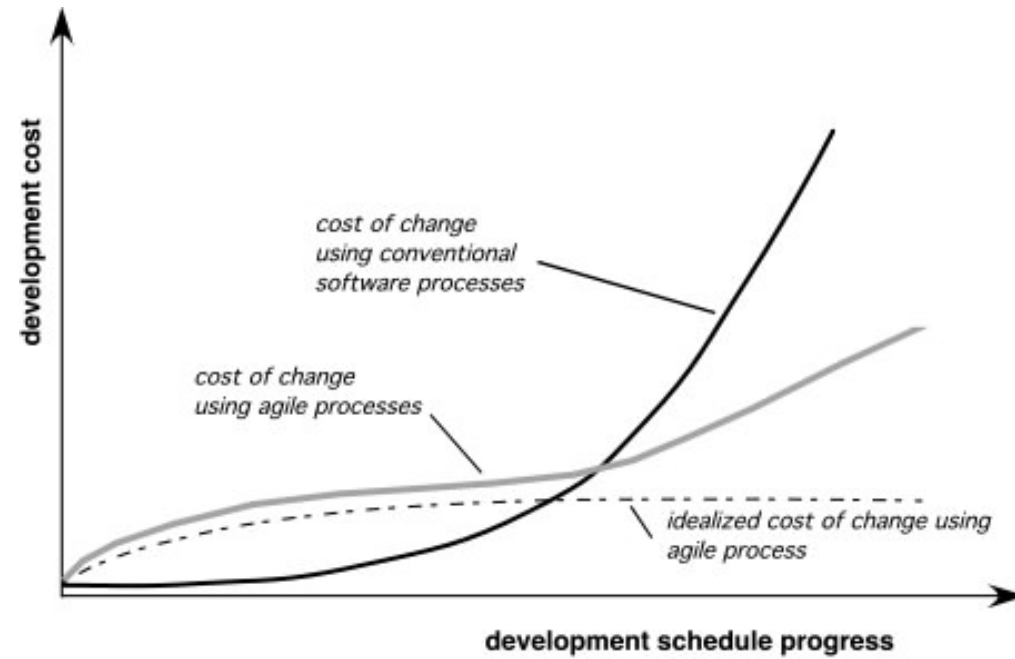 development cost
cost of change
using conventional
software processes
cost of change
using agile processes
idealized cost of change using
agile process
development schedule progress